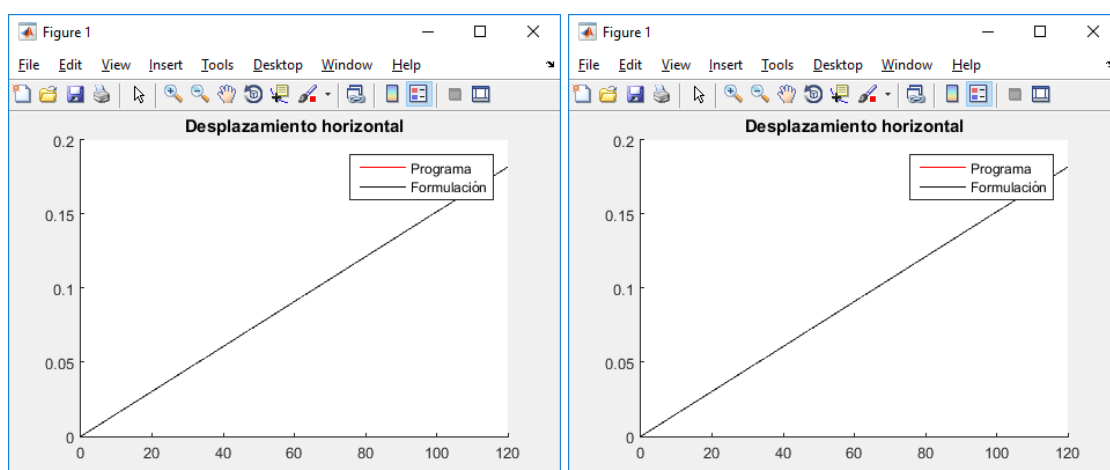 Figure 1
File Edit View Insert Tools Desktop Window Help
Desplazamiento horizontal
0.2
0.15
0.1
0.05
0
Programa
Formulación
0 20 40 60 80 100 120
Figure 1
File Edit View Insert Tools Desktop Window Help
Desplazamiento horizontal
0.2
0.15
0.1
0.05
0
Programa
Formulación
0 20 40 60 80 100 120